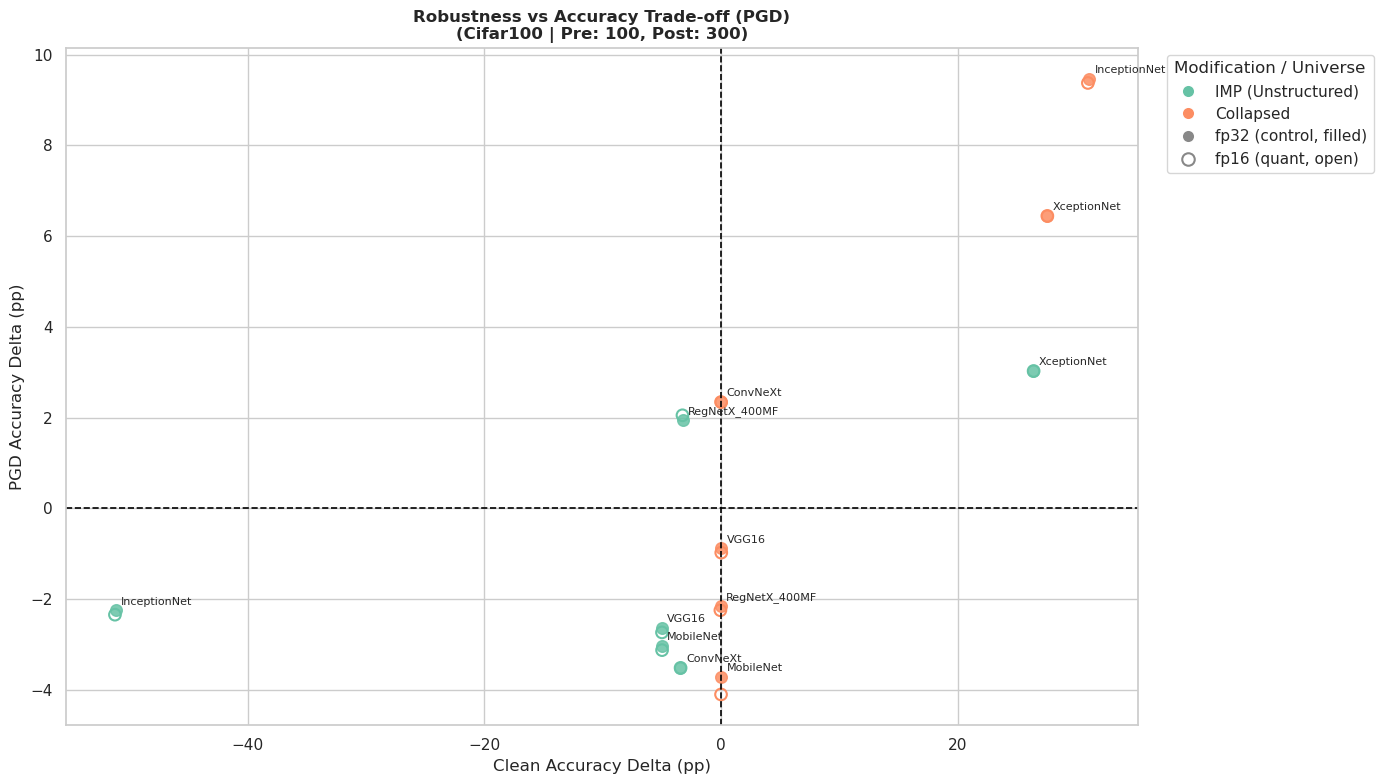 Robustness vs Accuracy Trade-off (PGD)
(Cifar100 | Pre: 100, Post: 300)
Modification / Universe
IMP (Unstructured)
Collapsed
fp32 (control, filled)
fp16 (quant, open)
PGD Accuracy Delta (pp)
10
8
6
4
2
0
−2
−4
InceptionNet
XceptionNet
XceptionNet
ConvNeXt
RegNetX_400MF
VGG16
RegNetX_400MF
InceptionNet
VGG16
MobileNet
ConvNeXt
MobileNet
−40
−20
0
20
Clean Accuracy Delta (pp)